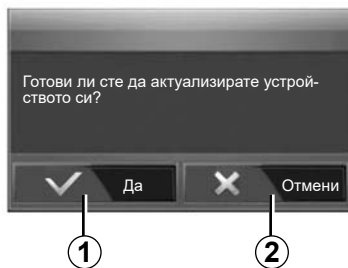 Готови ли сте да актуализирате устрой-
ството си?
Да
Отмени
1
2